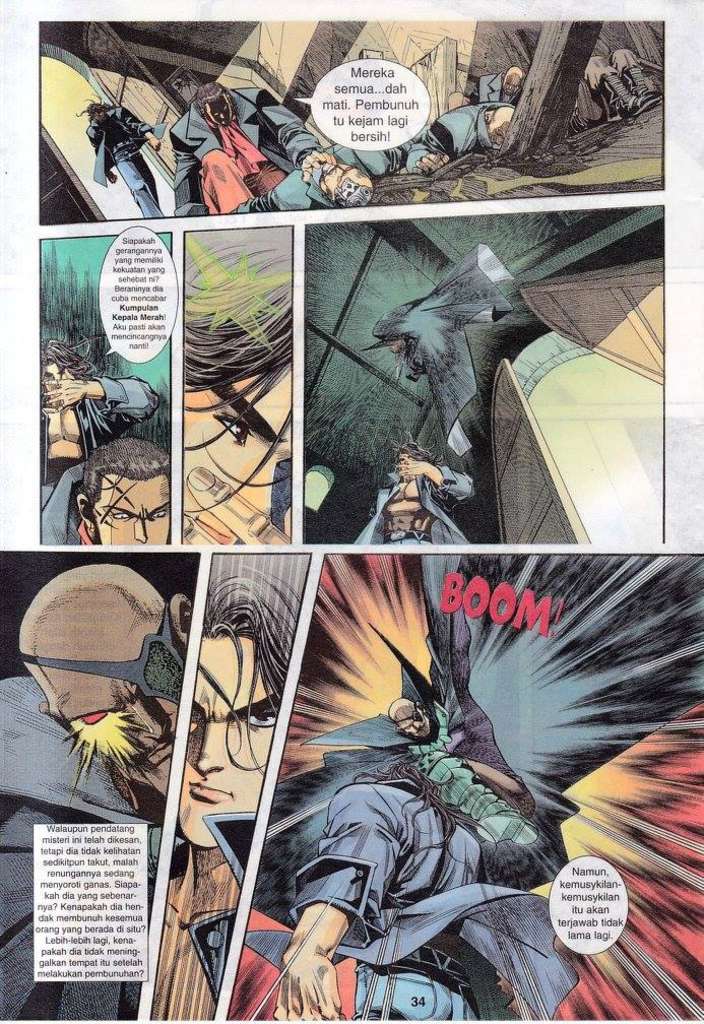 Mereka
semua...dah
mati. Pembunuh
tu kejam lagi
bersih!
Siapakah
gerangannya
yang memiliki
kekuatan yang
sehebat ni?
Beraninya dia
cuba mencabar
Kumpulan
Kepala Merah!
Aku pasti akan
mencincangnya
nanti!
BOOM!
Walaupun pendatang
misteri ini telah dikesan,
tetapi dia tidak kelihatan
sedikitpun takut, malah
renungannya sedang
menyoroti ganas. Siapa-
kah dia yang sebenar-
nya? Kenapakah dia hen-
dak membunuh kesemua
orang yang berada di situ?
Lebih-lebih lagi, kena-
pakah dia tidak mening-
galkan tempat itu setelah
melakukan pembunuhan?
Namun,
kemusykilan-
kemusykilan
itu akan
terjawab tidak
lama lagi.
34